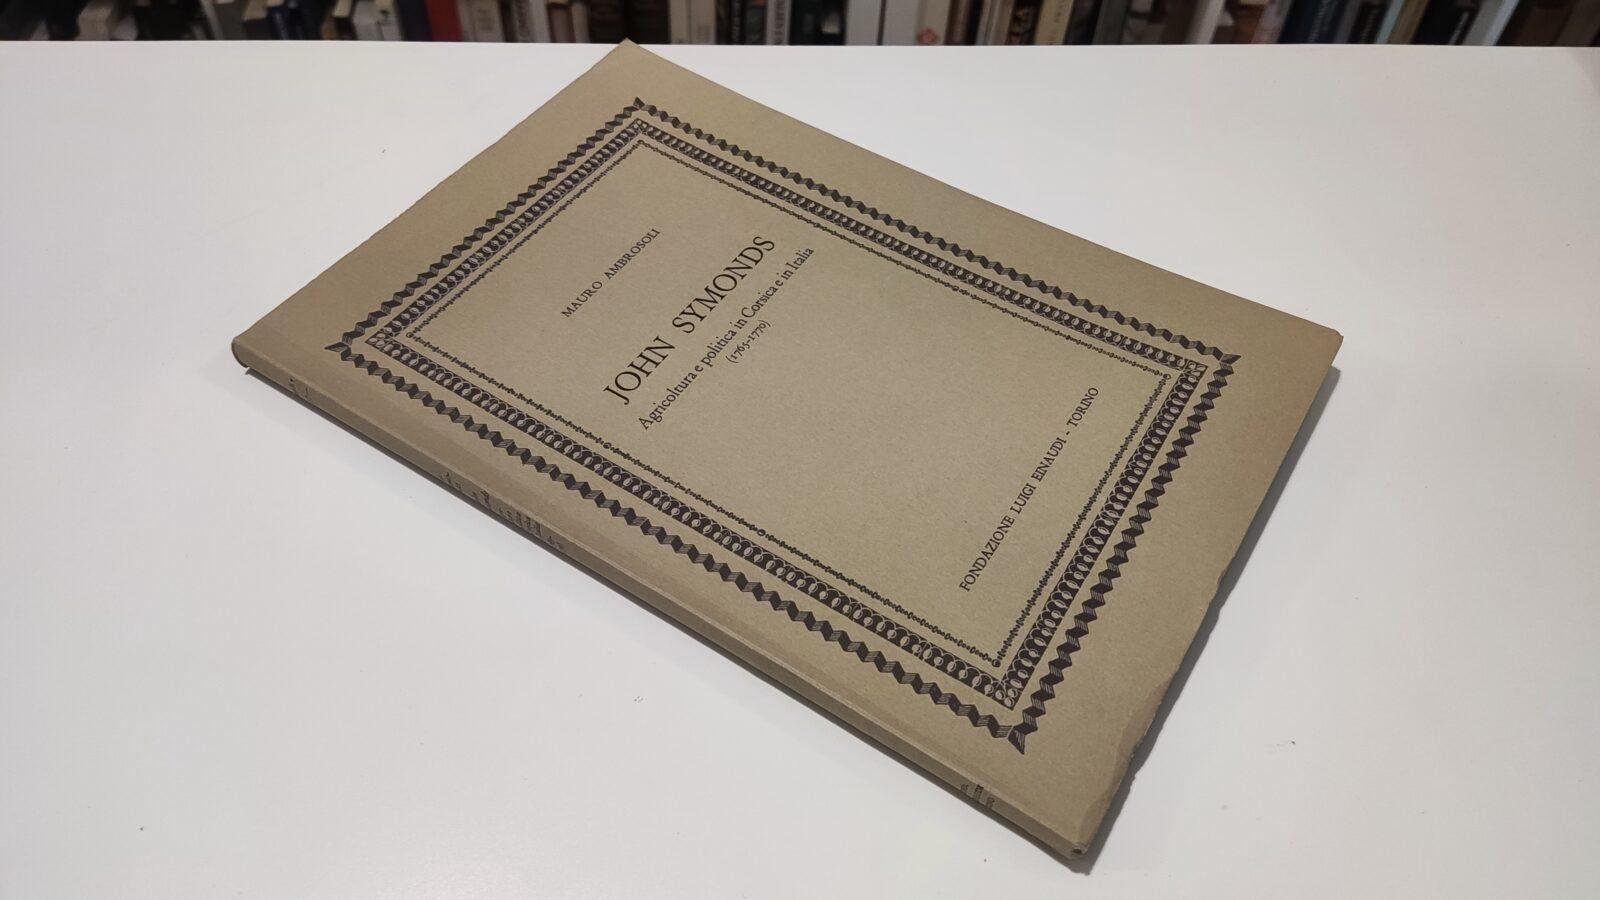 MAURO AMBROSOLI
JOHN SYMONDS
Agricoltura e politica in Corsica e in Italia
(1765-1770)
FONDAZIONE LUIGI EINAUDI - TORINO